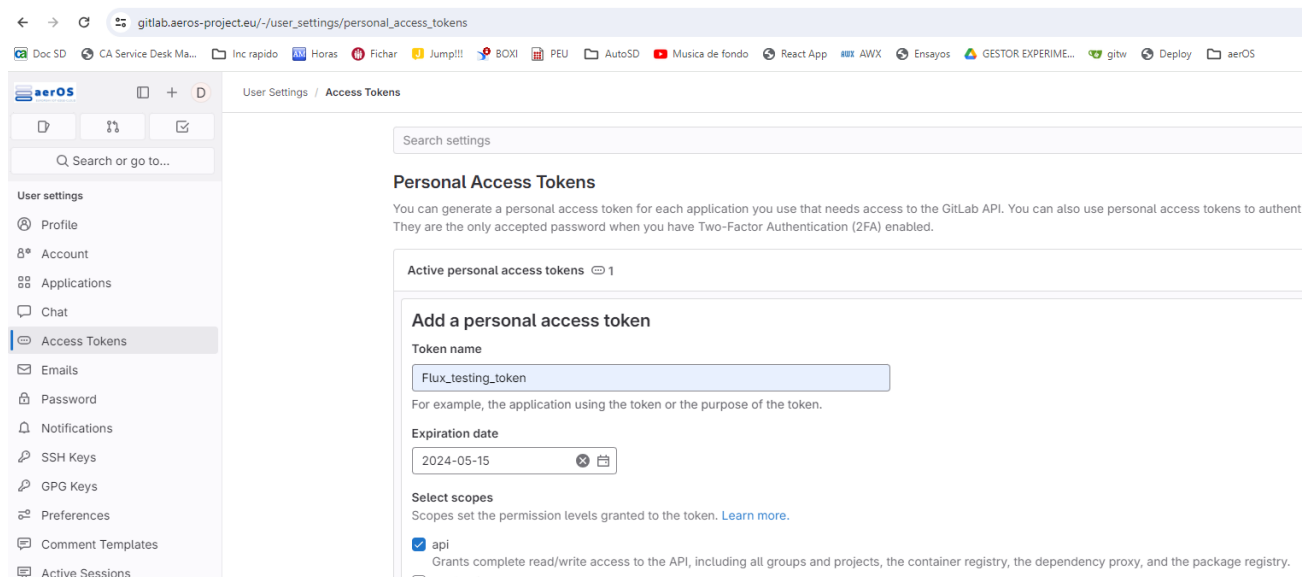 gitlab.aeros-project.eu/-/user_settings/personal_access_tokens
Doc SD CA Service Desk Ma... Inc rapido Horas Fichar Jump!!! BOXI PEU AutoSD Musica de fondo React App AWX Ensayos GESTOR EXPERIME... gitw Deploy aerOS
aerOS D User Settings / Access Tokens
Search settings
Search or go to...
Personal Access Tokens
User settings
You can generate a personal access token for each application you use that needs access to the GitLab API. You can also use personal access tokens to authent
Profile
They are the only accepted password when you have Two-Factor Authentication (2FA) enabled.
Account
Active personal access tokens 1
Applications
Chat
Add a personal access token
Access Tokens
Token name
Emails
Flux_testing_token
Password
For example, the application using the token or the purpose of the token.
Notifications
Expiration date
SSH Keys
2024-05-15
GPG Keys
Select scopes
Preferences
Scopes set the permission levels granted to the token. Learn more.
Comment Templates
api
Grants complete read/write access to the API, including all groups and projects, the container registry, the dependency proxy, and the package registry.
Active Sessions